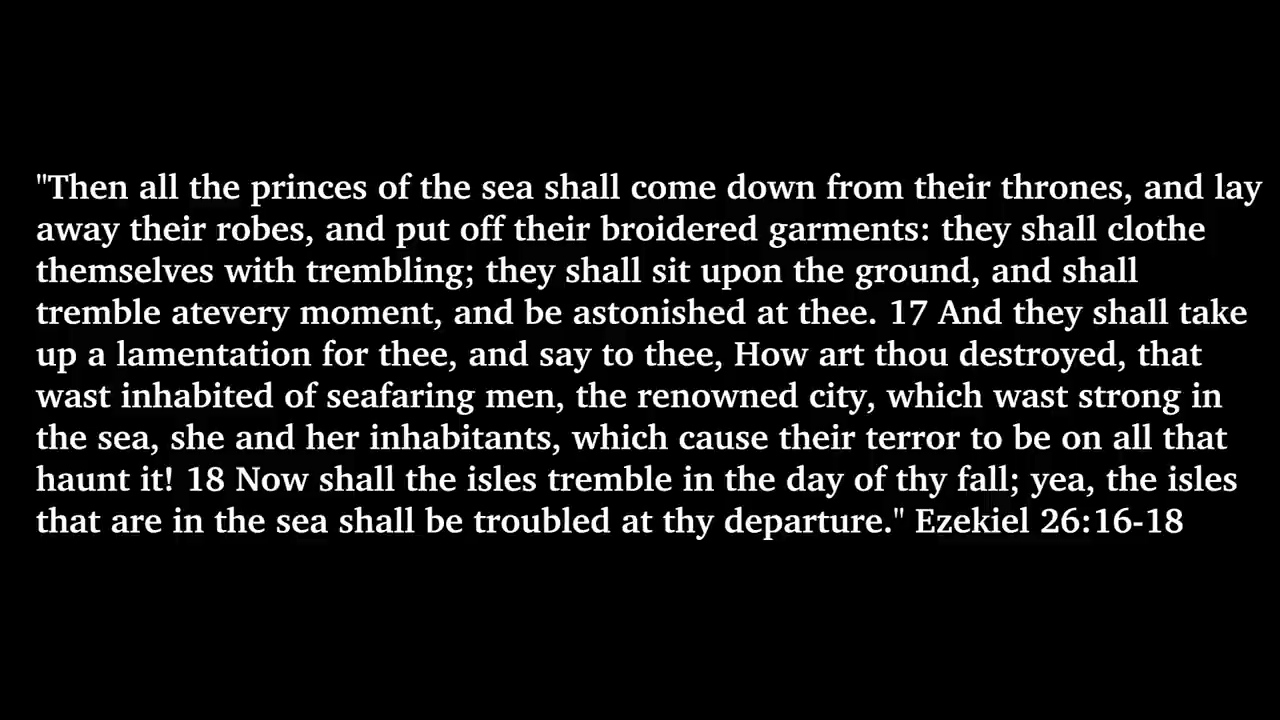 "Then all the princes of the sea shall come down from their thrones, and lay
away their robes, and put off their broidered garments: they shall clothe
themselves with trembling; they shall sit upon the ground, and shall
tremble atevery moment, and be astonished at thee. 17 And they shall take
up a lamentation for thee, and say to thee, How art thou destroyed, that
wast inhabited of seafaring men, the renowned city, which wast strong in
the sea, she and her inhabitants, which cause their terror to be on all that
haunt it! 18 Now shall the isles tremble in the day of thy fall; yea, the isles
that are in the sea shall be troubled at thy departure." Ezekiel 26:16-18